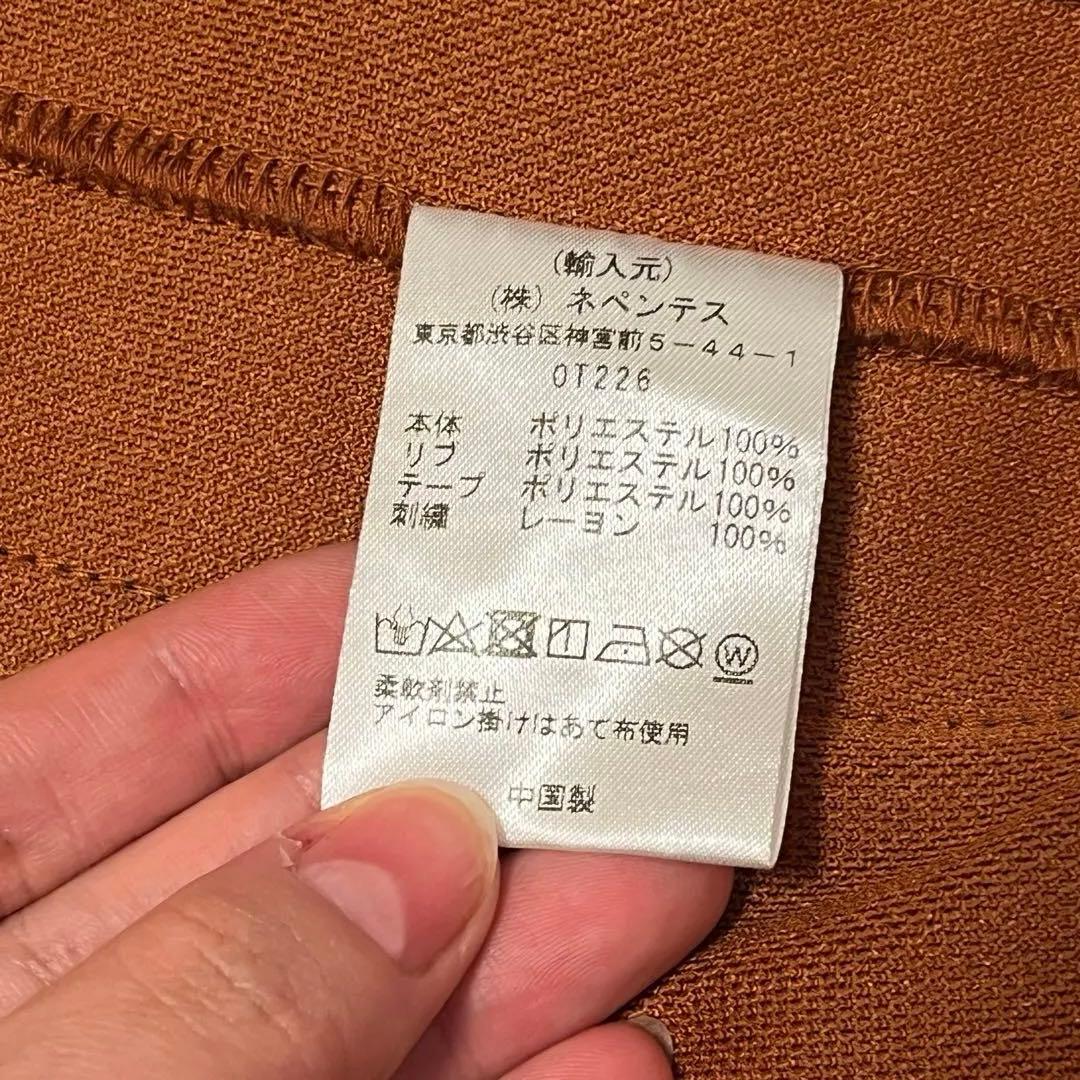 (輸入元)
(株) ネペンテス
東京都渋谷区神宮前5-44-1
OT226
本体 ポリエステル100%
リブ ポリエステル100%
テープ ポリエステル100%
刺繍 レーヨン 100%
W
柔軟剤禁止
アイロン掛けはあて布使用
中国製